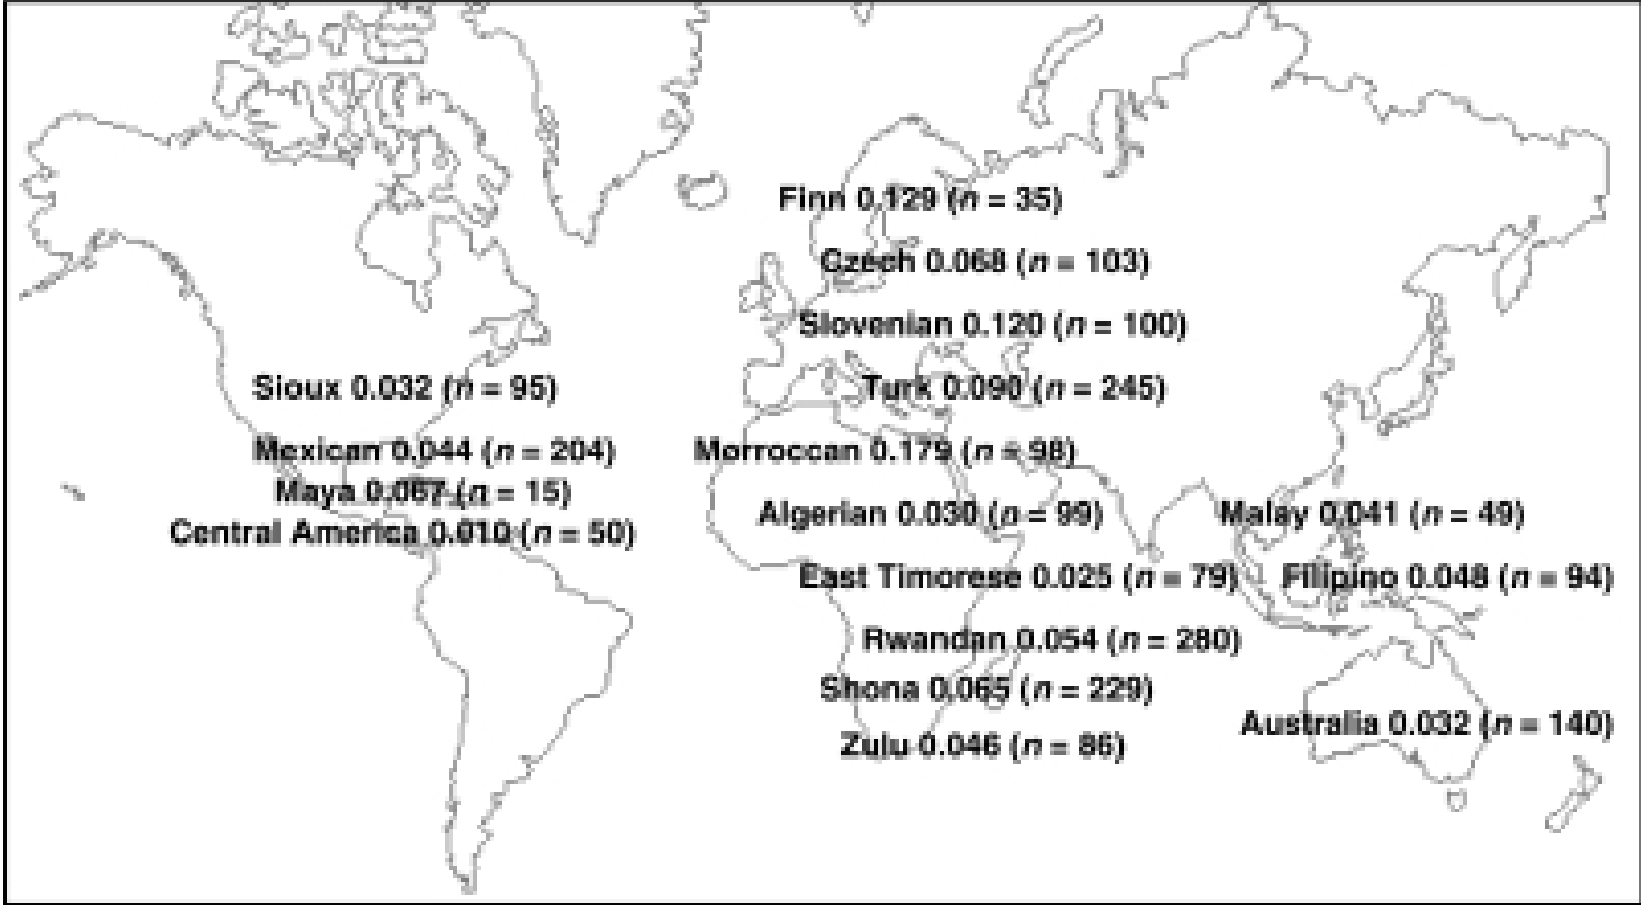 Finn 0.129 (n = 35)
Czech 0.068 (n = 103)
Slovenian 0.120 (n = 100)
Sioux 0.032 (n = 95)
Turk 0.090 (n = 245)
Mexican 0.044 (n = 204)
Morroccan 0.179 (n = 98)
Maya 0.067 (n = 15)
Central America 0.010 (n = 50)
Algerian 0.030 (n = 99)
Malay 0.041 (n = 49)
East Timorese 0.025 (n = 79)
Filipino 0.048 (n = 94)
Rwandan 0.054 (n = 280)
Shona 0.065 (n = 229)
Australia 0.032 (n = 140)
Zulu 0.046 (n = 86)